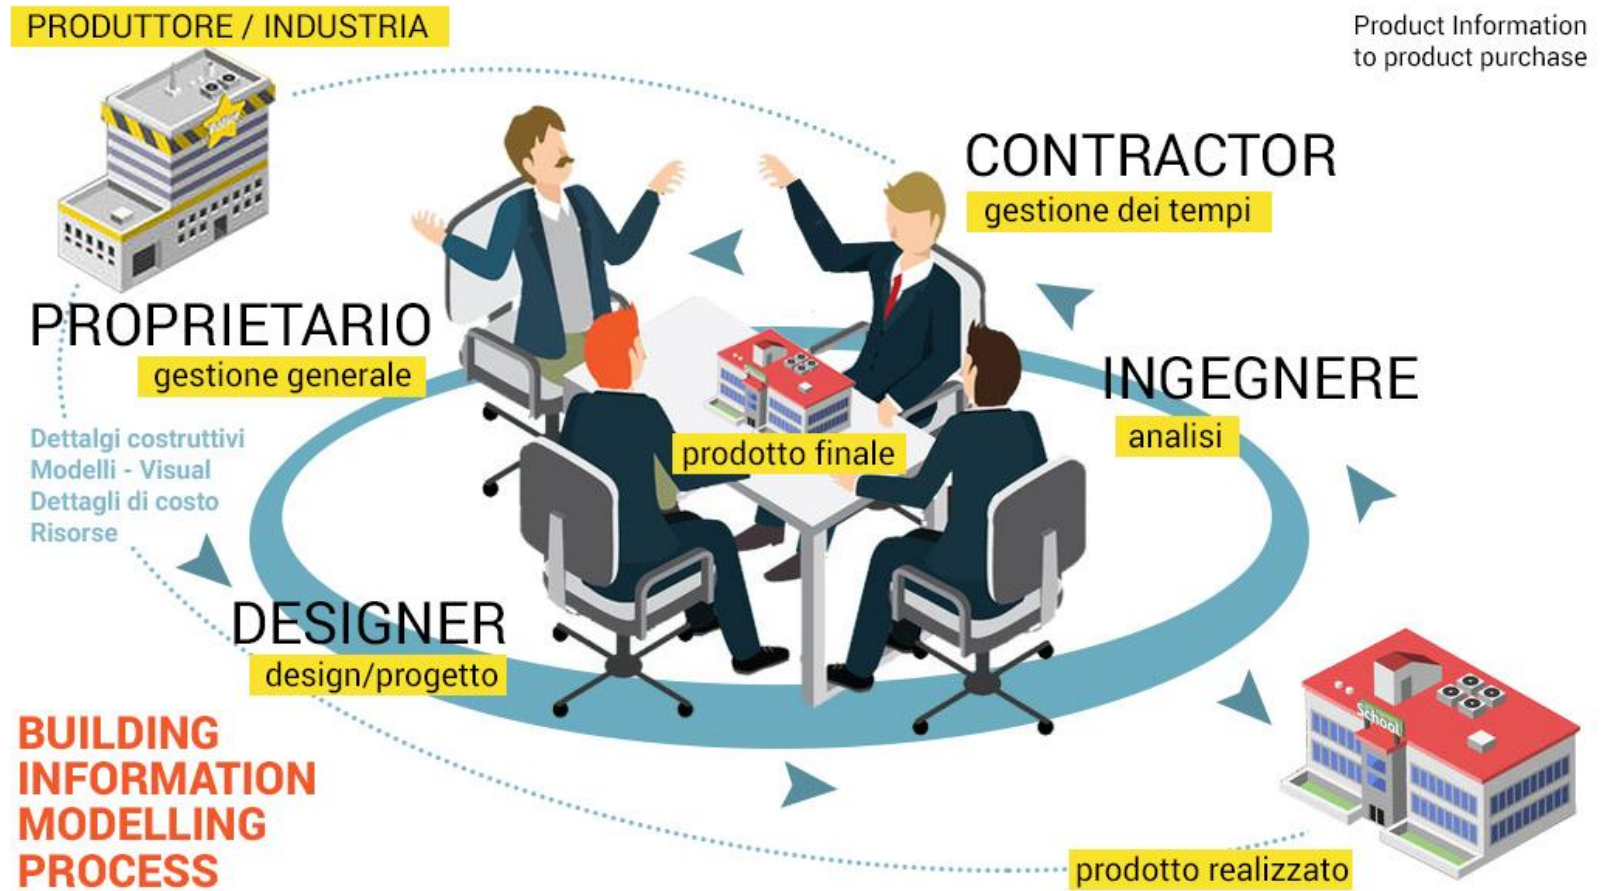 PRODUTTORE / INDUSTRIA
Product Information
to product purchase
CONTRACTOR
gestione dei tempi
PROPRIETARIO
gestione generale
INGEGNERE
analisi
prodotto finale
Dettalgi costruttivi
Modelli - Visual
Dettagli di costo
Risorse
DESIGNER
design/progetto
School
BUILDING
INFORMATION
MODELLING
PROCESS
prodotto realizzato